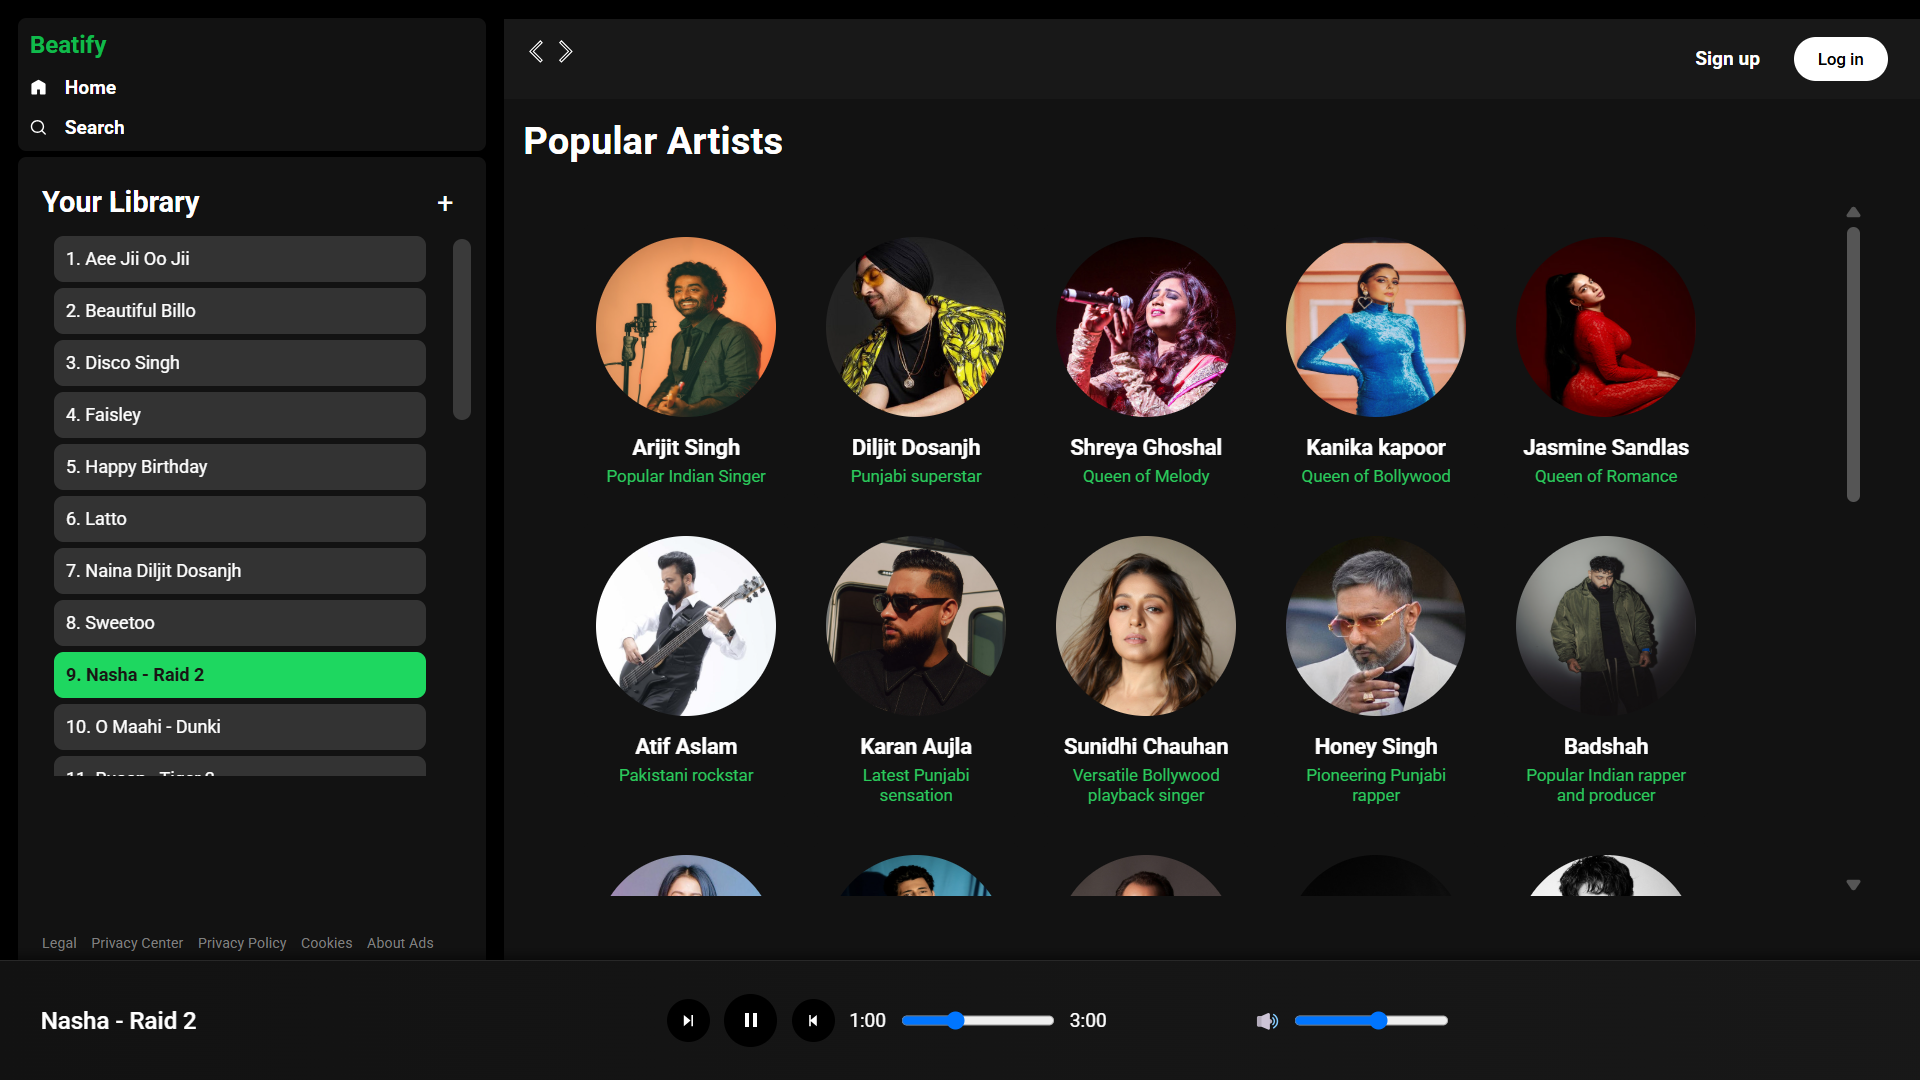 Beatify
Home
Search
Your Library
+
1. Aee Jii Oo Jii
2. Beautiful Billo
3. Disco Singh
4. Faisley
5. Happy Birthday
6. Latto
7. Naina Diljit Dosanjh
8. Sweetoo
9. Nasha - Raid 2
10. O Maahi - Dunki
Legal Privacy Center Privacy Policy Cookies About Ads
Sign up
Log in
Popular Artists
Arijit Singh
Popular Indian Singer
Diljit Dosanjh
Punjabi superstar
Shreya Ghoshal
Queen of Melody
Kanika kapoor
Queen of Bollywood
Jasmine Sandlas
Queen of Romance
Atif Aslam
Pakistani rockstar
Karan Aujla
Latest Punjabi
sensation
Sunidhi Chauhan
Versatile Bollywood
playback singer
Honey Singh
Pioneering Punjabi
rapper
Badshah
Popular Indian rapper
and producer
Nasha - Raid 2
1:00
3:00